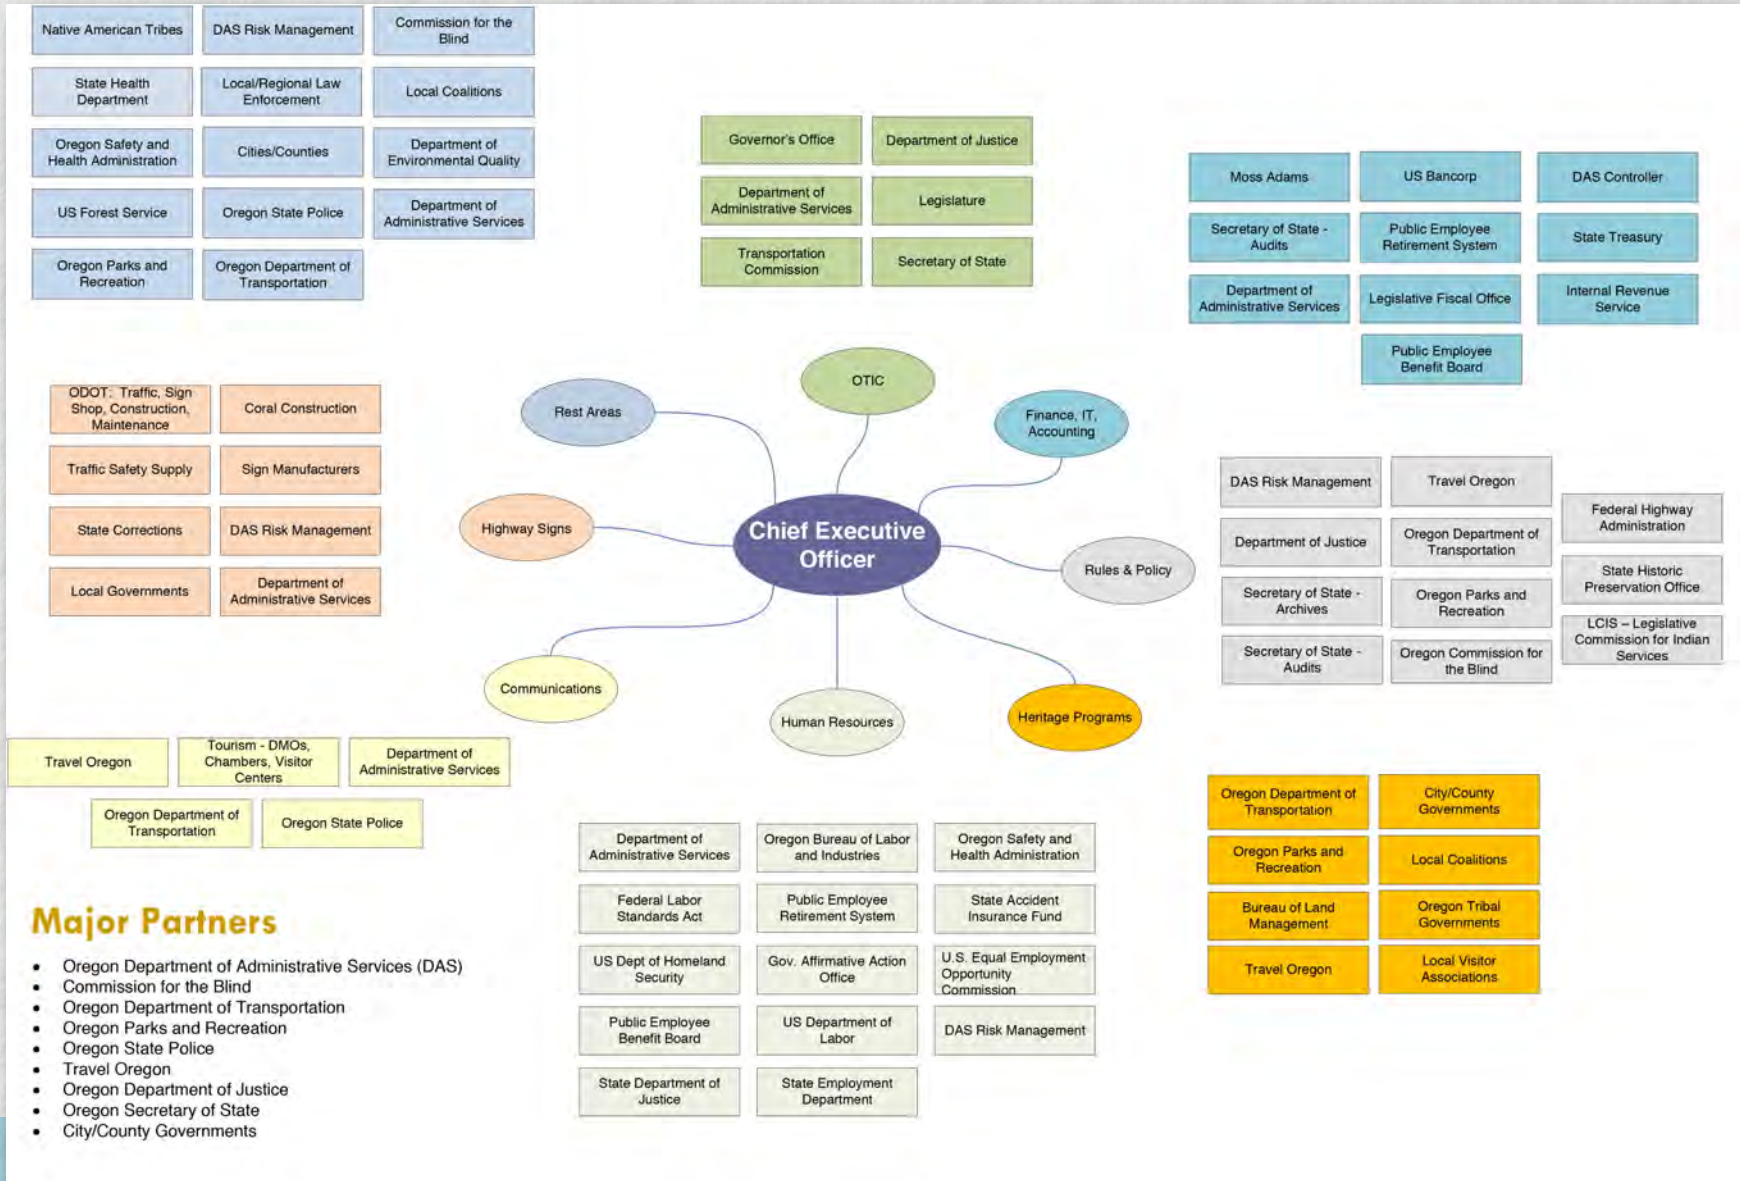 Native American Tribes
DAS Risk Management
Commission for the
Blind
State Health
Department
Local/Regional Law
Enforcement
Local Coalitions
Oregon Safety and
Health Administration
Cities/Counties
Department of
Environmental Quality
US Forest Service
Oregon State Police
Department of
Administrative Services
Oregon Parks and
Recreation
Oregon Department of
Transportation
Governor's Office
Department of Justice
Department of
Administrative Services
Legislature
Transportation
Commission
Secretary of State
Moss Adams
US Bancorp
DAS Controller
Secretary of State -
Audits
Public Employee
Retirement System
State Treasury
Department of
Administrative Services
Legislative Fiscal Office
Internal Revenue
Service
Public Employee
Benefit Board
ODOT: Traffic, Sign
Shop, Construction,
Maintenance
Coral Construction
Traffic Safety Supply
Sign Manufacturers
State Corrections
DAS Risk Management
Local Governments
Department of
Administrative Services
Rest Areas
OTIC
Finance, IT,
Accounting
Highway Signs
Chief Executive
Officer
Rules & Policy
Communications
Human Resources
Heritage Programs
DAS Risk Management
Travel Oregon
Federal Highway
Administration
Department of Justice
Oregon Department of
Transportation
State Historic
Preservation Office
Secretary of State -
Archives
Oregon Parks and
Recreation
LCIS – Legislative
Commission for Indian
Services
Secretary of State -
Audits
Oregon Commission for
the Blind
Travel Oregon
Tourism - DMOs,
Chambers, Visitor
Centers
Department of
Administrative Services
Oregon Department of
Transportation
Oregon State Police
Department of
Administrative Services
Oregon Bureau of Labor
and Industries
Oregon Safety and
Health Administration
Federal Labor
Standards Act
Public Employee
Retirement System
State Accident
Insurance Fund
US Dept of Homeland
Security
Gov. Affirmative Action
Office
U.S. Equal Employment
Opportunity
Commission
Public Employee
Benefit Board
US Department of
Labor
DAS Risk Management
State Department of
Justice
State Employment
Department
Oregon Department of
Transportation
City/County
Governments
Oregon Parks and
Recreation
Local Coalitions
Bureau of Land
Management
Oregon Tribal
Governments
Travel Oregon
Local Visitor
Associations
Major Partners
• Oregon Department of Administrative Services (DAS)
• Commission for the Blind
• Oregon Department of Transportation
• Oregon Parks and Recreation
• Oregon State Police
• Travel Oregon
• Oregon Department of Justice
• Oregon Secretary of State
• City/County Governments